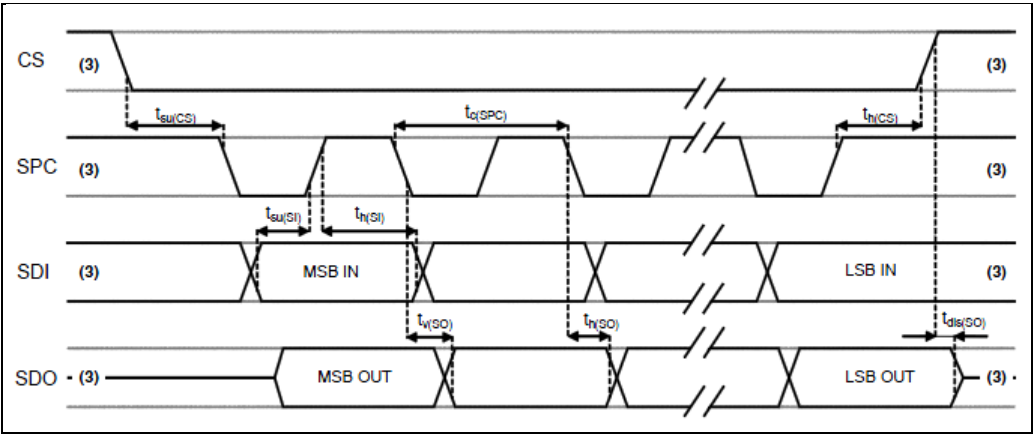 CS (3) (3)
tsu(CS) tc(SPC) th(CS)
SPC (3) (3)
tsu(SI) th(SI)
SDI (3) MSB IN LSB IN (3)
tv(SO) th(SO) tdis(SO)
SDO (3) MSB OUT LSB OUT (3)